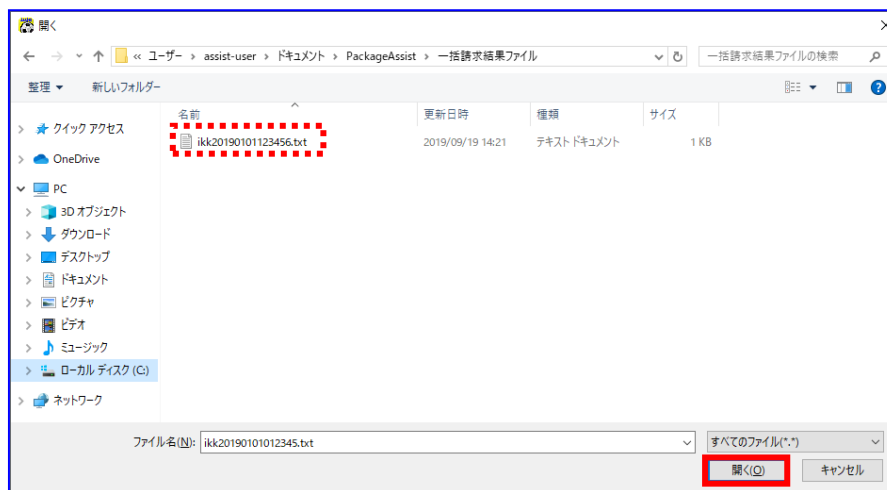 開く
« ユーザー › assist-user › ドキュメント › PackageAssist › 一括請求結果ファイル
一括請求結果ファイルの検索
整理 新しいフォルダー
名前 更新日時 種類 サイズ
ikk20190101123456.txt 2019/09/19 14:21 テキスト ドキュメント 1 KB
クイック アクセス
OneDrive
PC
3D オブジェクト
ダウンロード
デスクトップ
ドキュメント
ピクチャ
ビデオ
ミュージック
ローカル ディスク (C:)
ネットワーク
ファイル名(N): ikk20190101012345.txt すべてのファイル(*.*)
開く(O) キャンセル